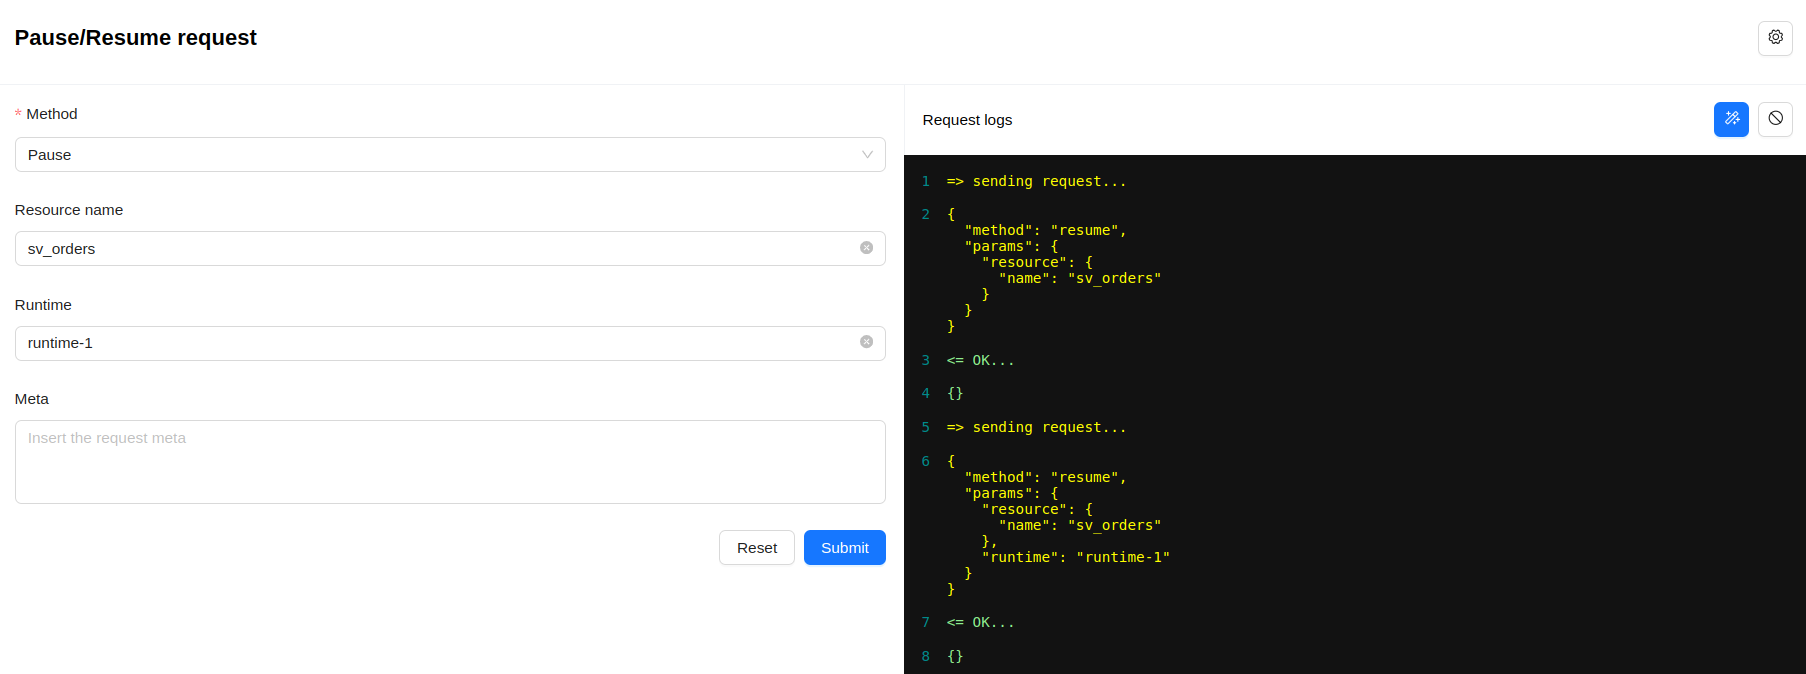 Pause/Resume request
* Method
Pause
Resource name
sv_orders
Runtime
runtime-1
Meta
Insert the request meta
Reset Submit
Request logs
1 => sending request...
2 {
"method": "resume",
"params": {
"resource": {
"name": "sv_orders"
}
}
}
3 <= OK...
4 {}
5 => sending request...
6 {
"method": "resume",
"params": {
"resource": {
"name": "sv_orders"
},
"runtime": "runtime-1"
}
}
7 <= OK...
8 {}